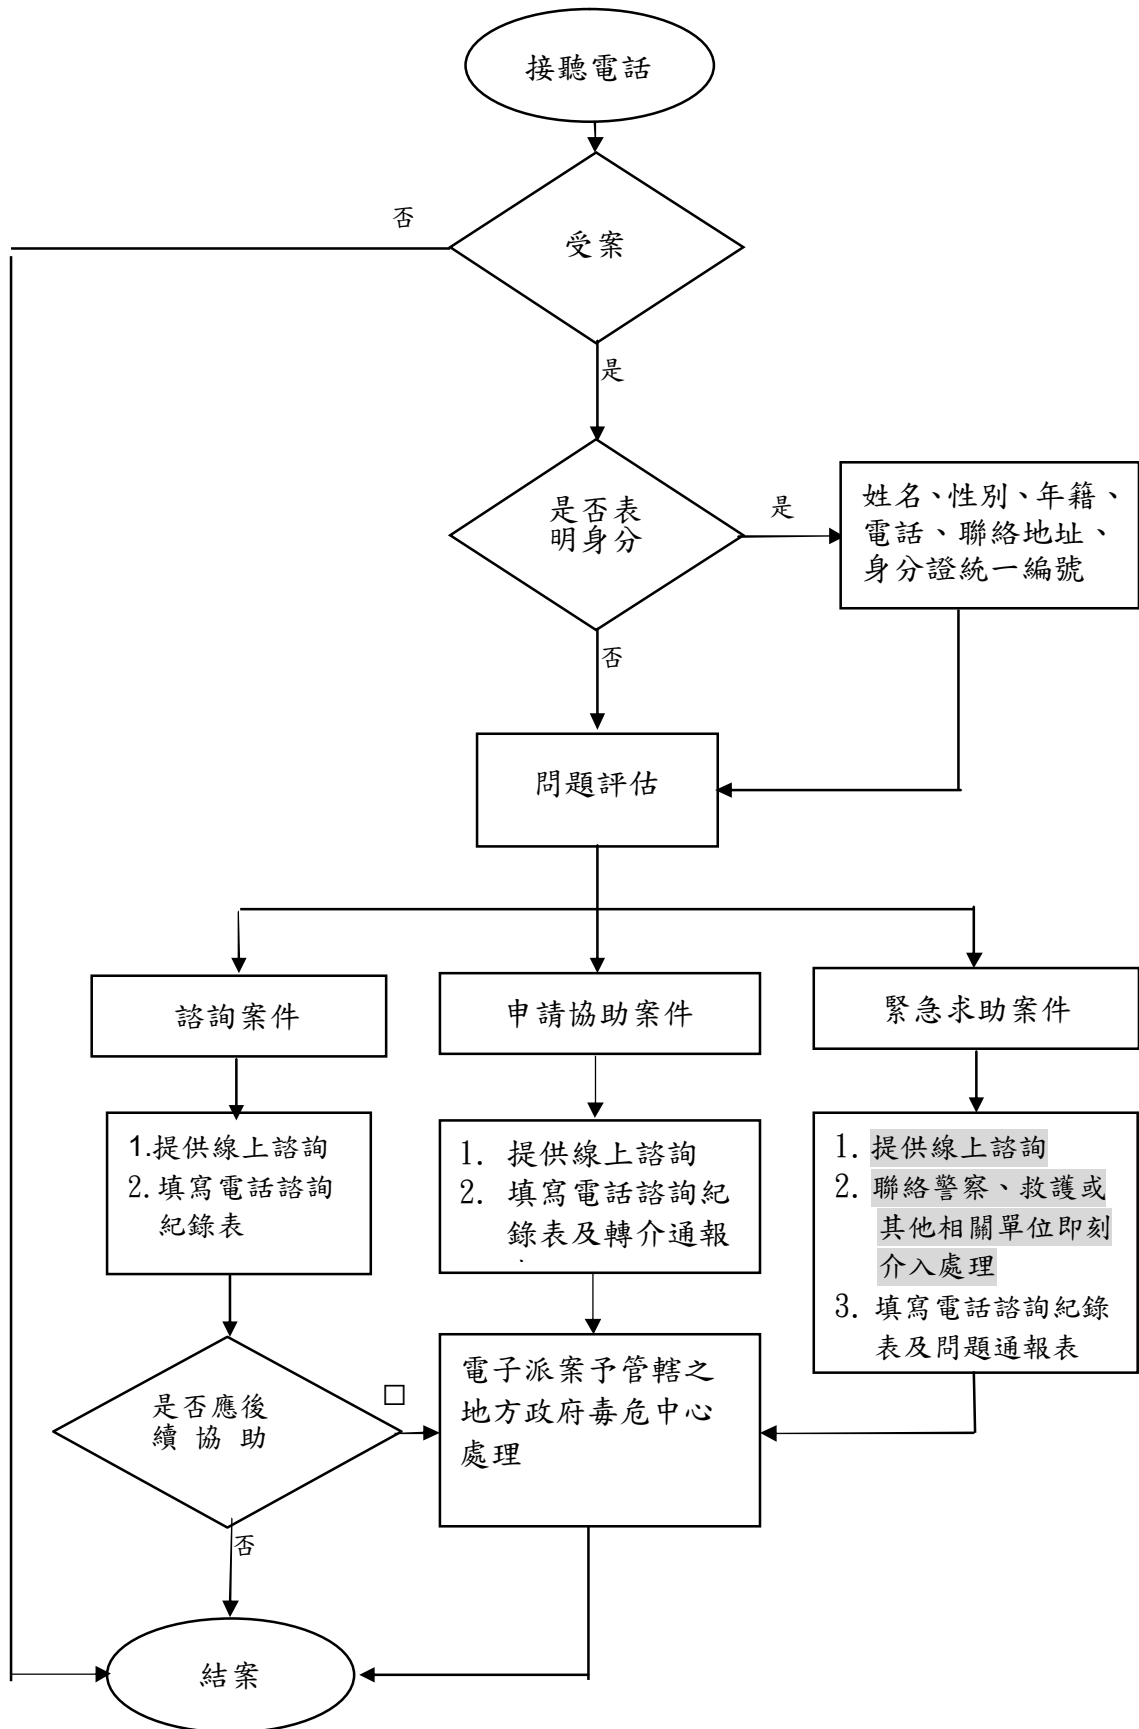 接聽電話
否
受案
是
是否表
明身分
是
姓名、性別、年籍、
電話、聯絡地址、
身分證統一編號
否
問題評估
諮詢案件
申請協助案件
緊急求助案件
1.提供線上諮詢
2.填寫電話諮詢
紀錄表
1. 提供線上諮詢
2. 填寫電話諮詢紀
錄表及轉介通報
1. 提供線上諮詢
2. 聯絡警察、救護或
其他相關單位即刻
介入處理
3. 填寫電話諮詢紀錄
表及問題通報表
是否應後
續協助
□
電子派案予管轄之
地方政府毒危中心
處理
否
結案